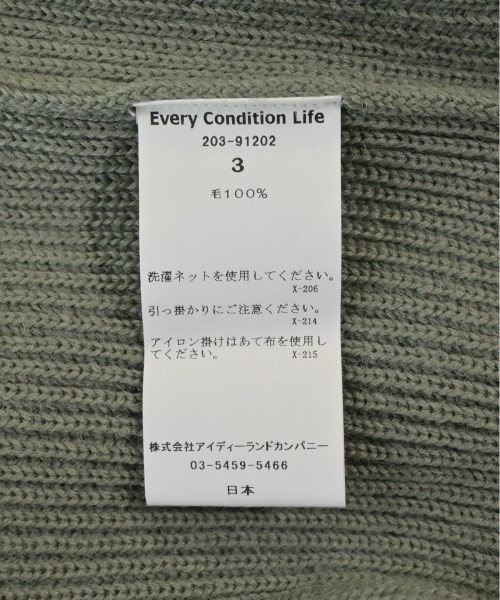 Every Condition Life
203-91202
3
毛100%
洗濯ネットを使用してください。
X-206
引っ掛かりにご注意ください。
X-214
アイロン掛けはあて布を使用し
てください。 X-215
株式会社アイディーランドカンパニー
03-5459-5466
日本